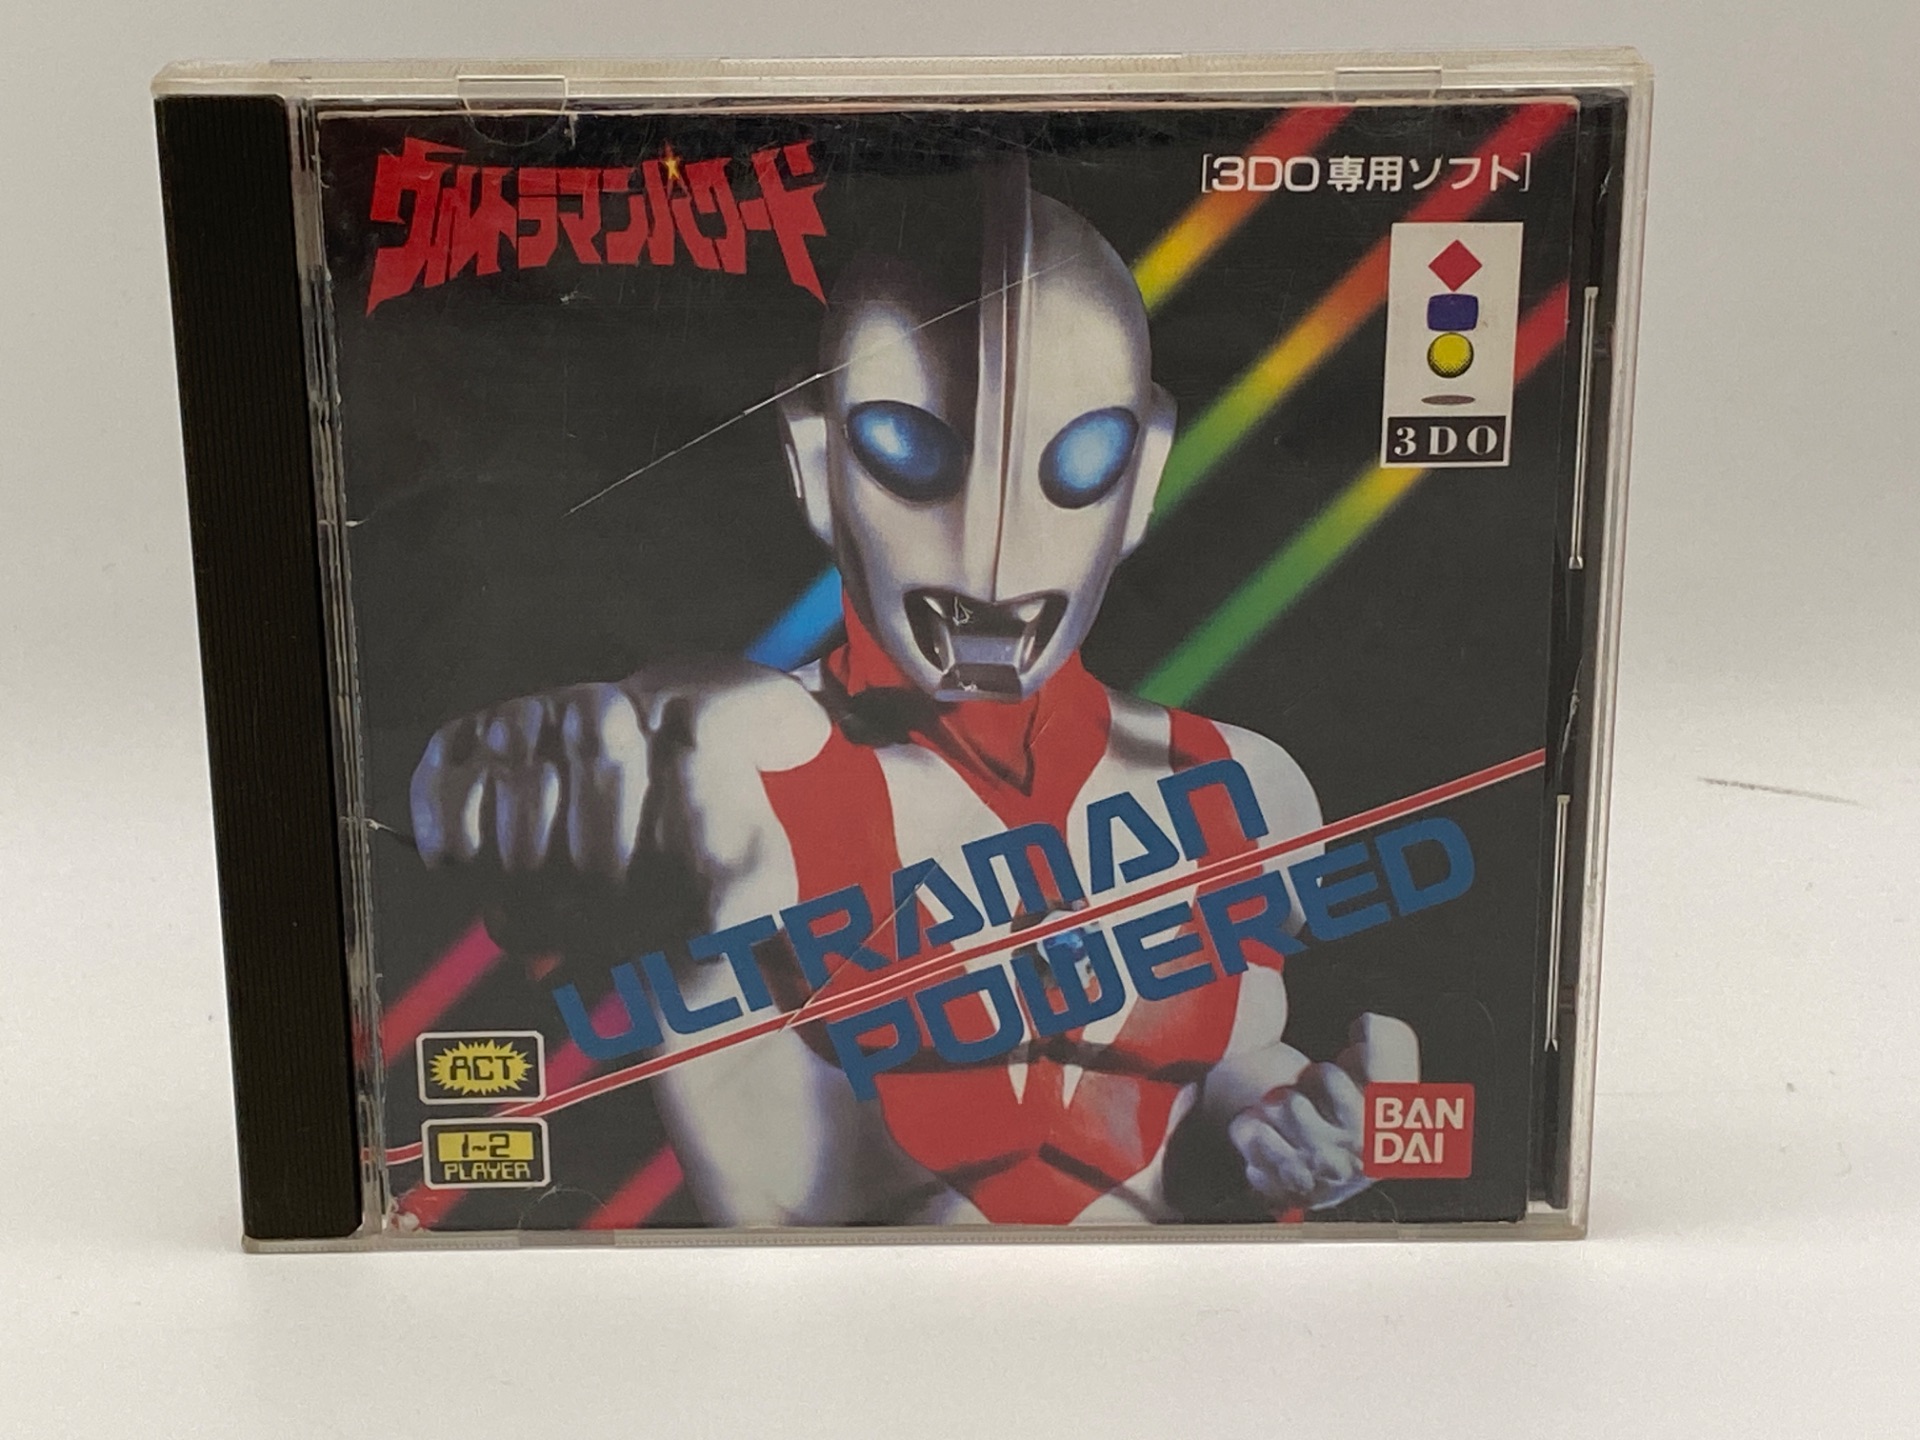 ウルトラマンパワード
[3DO専用ソフト]
3DO
ULTRAMAN
POWERED
ACT
1~2
PLAYER
BAN
DAI